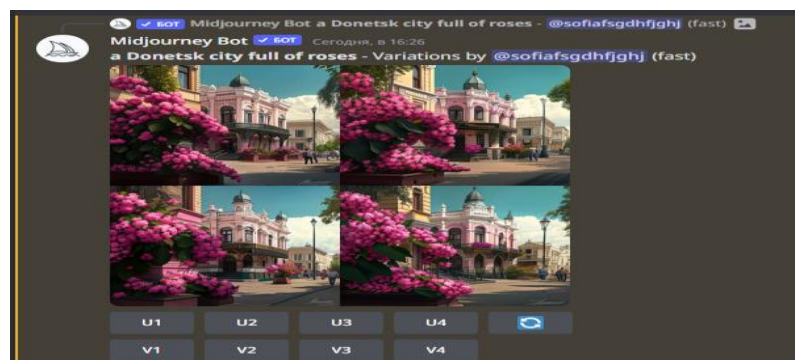 ✓ БОТ Midjourney Bot a Donetsk city full of roses - @sofiafsgdhfjghj (fast)
Midjourney Bot ✓ БОТ Сегодня, в 16:26
a Donetsk city full of roses - Variations by @sofiafsgdhfjghj (fast)
U1 U2 U3 U4
V1 V2 V3 V4